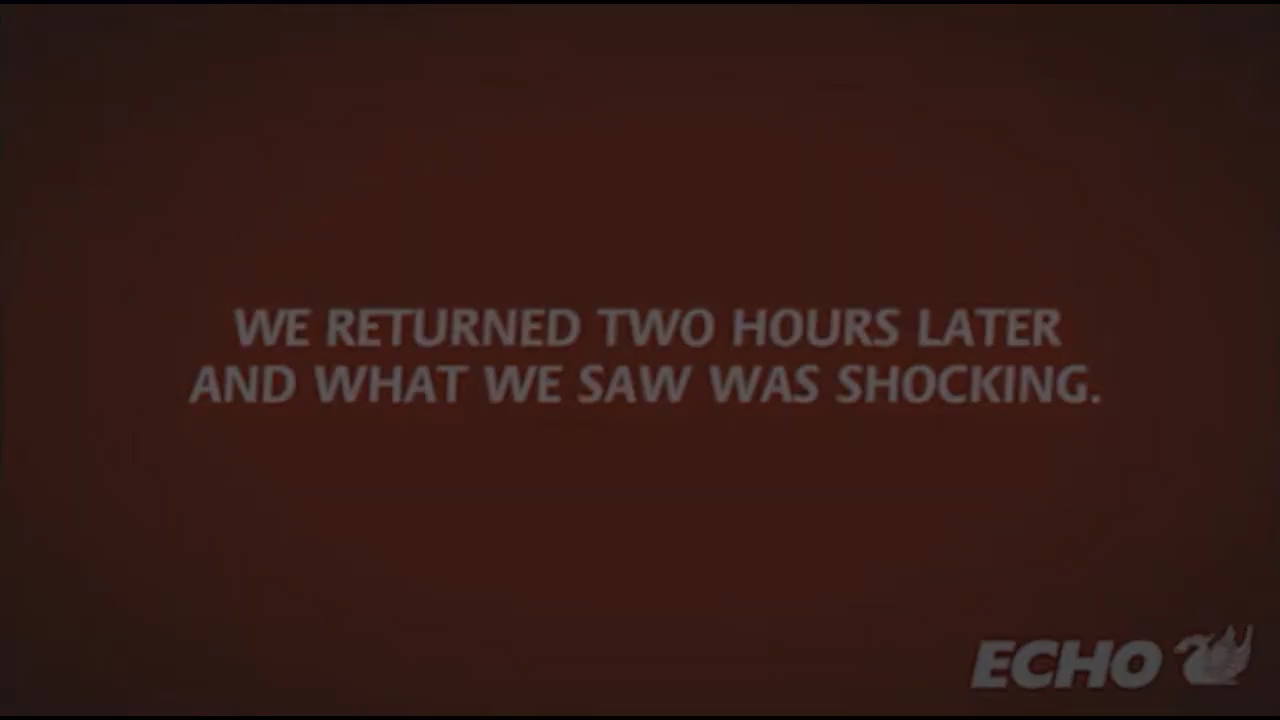 WE RETURNED TWO HOURS LATER
AND WHAT WE SAW WAS SHOCKING.
ECHO